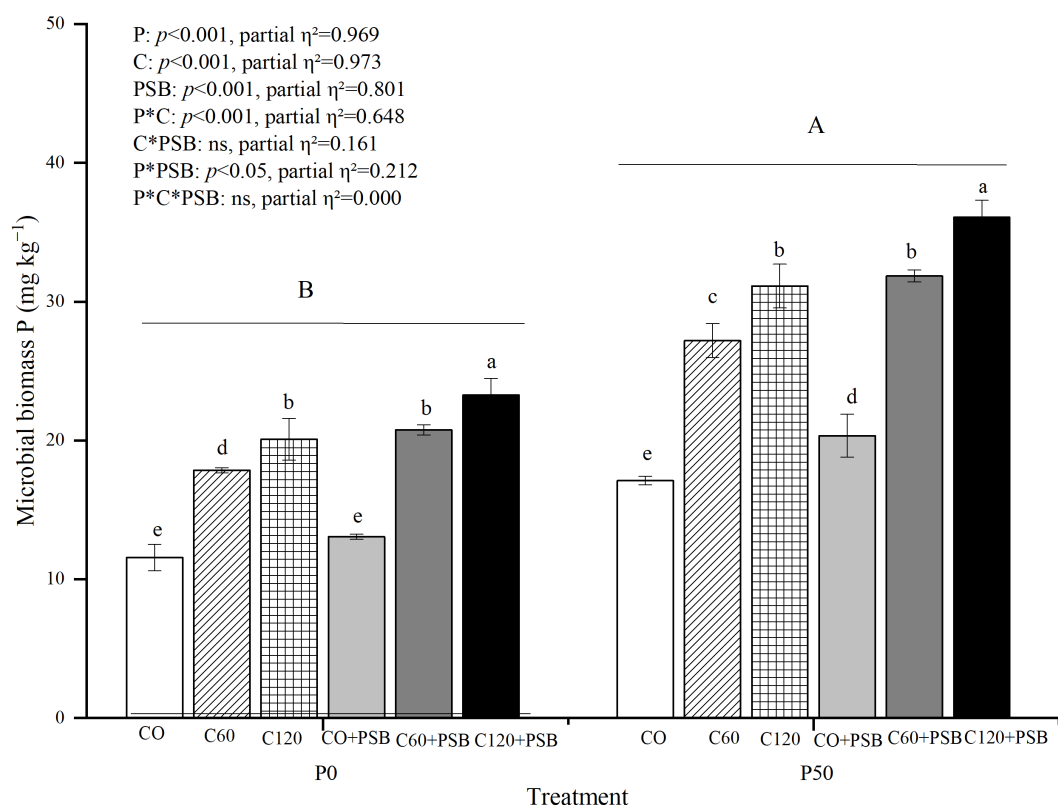 50
40
30
20
10
0
Microbial biomass P (mg kg⁻¹)
P: p<0.001, partial η²=0.969
C: p<0.001, partial η²=0.973
PSB: p<0.001, partial η²=0.801
P*C: p<0.001, partial η²=0.648
C*PSB: ns, partial η²=0.161
P*PSB: p<0.05, partial η²=0.212
P*C*PSB: ns, partial η²=0.000
B
A
e
d
b
e
b
a
e
c
b
d
b
a
CO C60 C120 CO+PSB C60+PSB C120+PSB
CO C60 C120 CO+PSB C60+PSB C120+PSB
P0 P50
Treatment